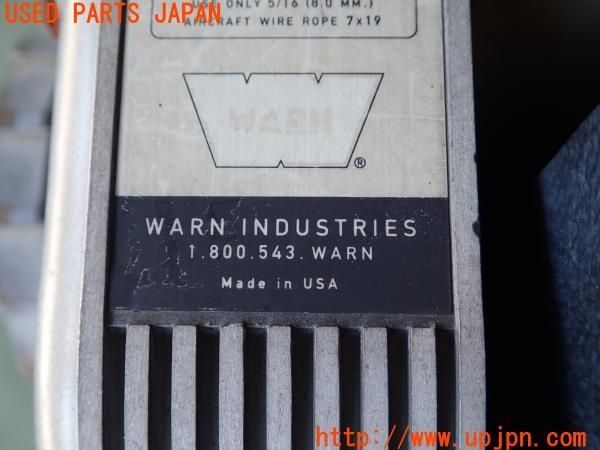 USED PARTS JAPAN
ONLY 5/16 (8.0 MM.)
AIRCRAFT WIRE ROPE 7x19
WARN
®
WARN INDUSTRIES
1.800.543.WARN
Made in USA
http://www.upjpn.com